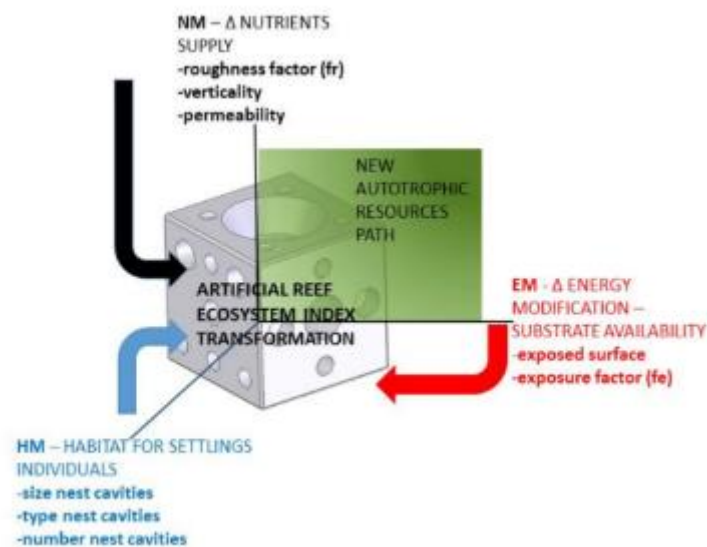 NM – Δ NUTRIENTS
SUPPLY
-roughness factor (fr)
-verticality
-permeability
NEW
AUTOTROPHIC
RESOURCES
PATH
ARTIFICIAL REEF
ECOSYSTEM INDEX
TRANSFORMATION
EM - Δ ENERGY
MODIFICATION –
SUBSTRATE AVAILABILITY
-exposed surface
-exposure factor (fe)
HM – HABITAT FOR SETTLINGS
INDIVIDUALS
-size nest cavities
-type nest cavities
-number nest cavities